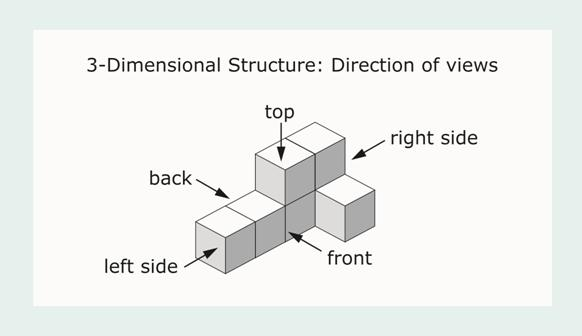 3-Dimensional Structure: Direction of views
top
right side
back
left side
front